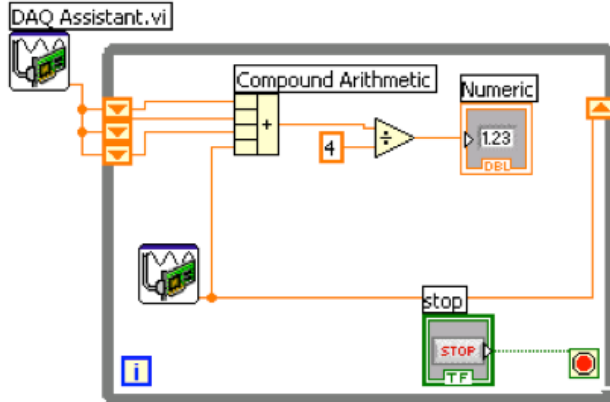 DAQ Assistant.vi
Compound Arithmetic
Numeric
+
÷
4
1.23
DBL
stop
STOP
TF
i